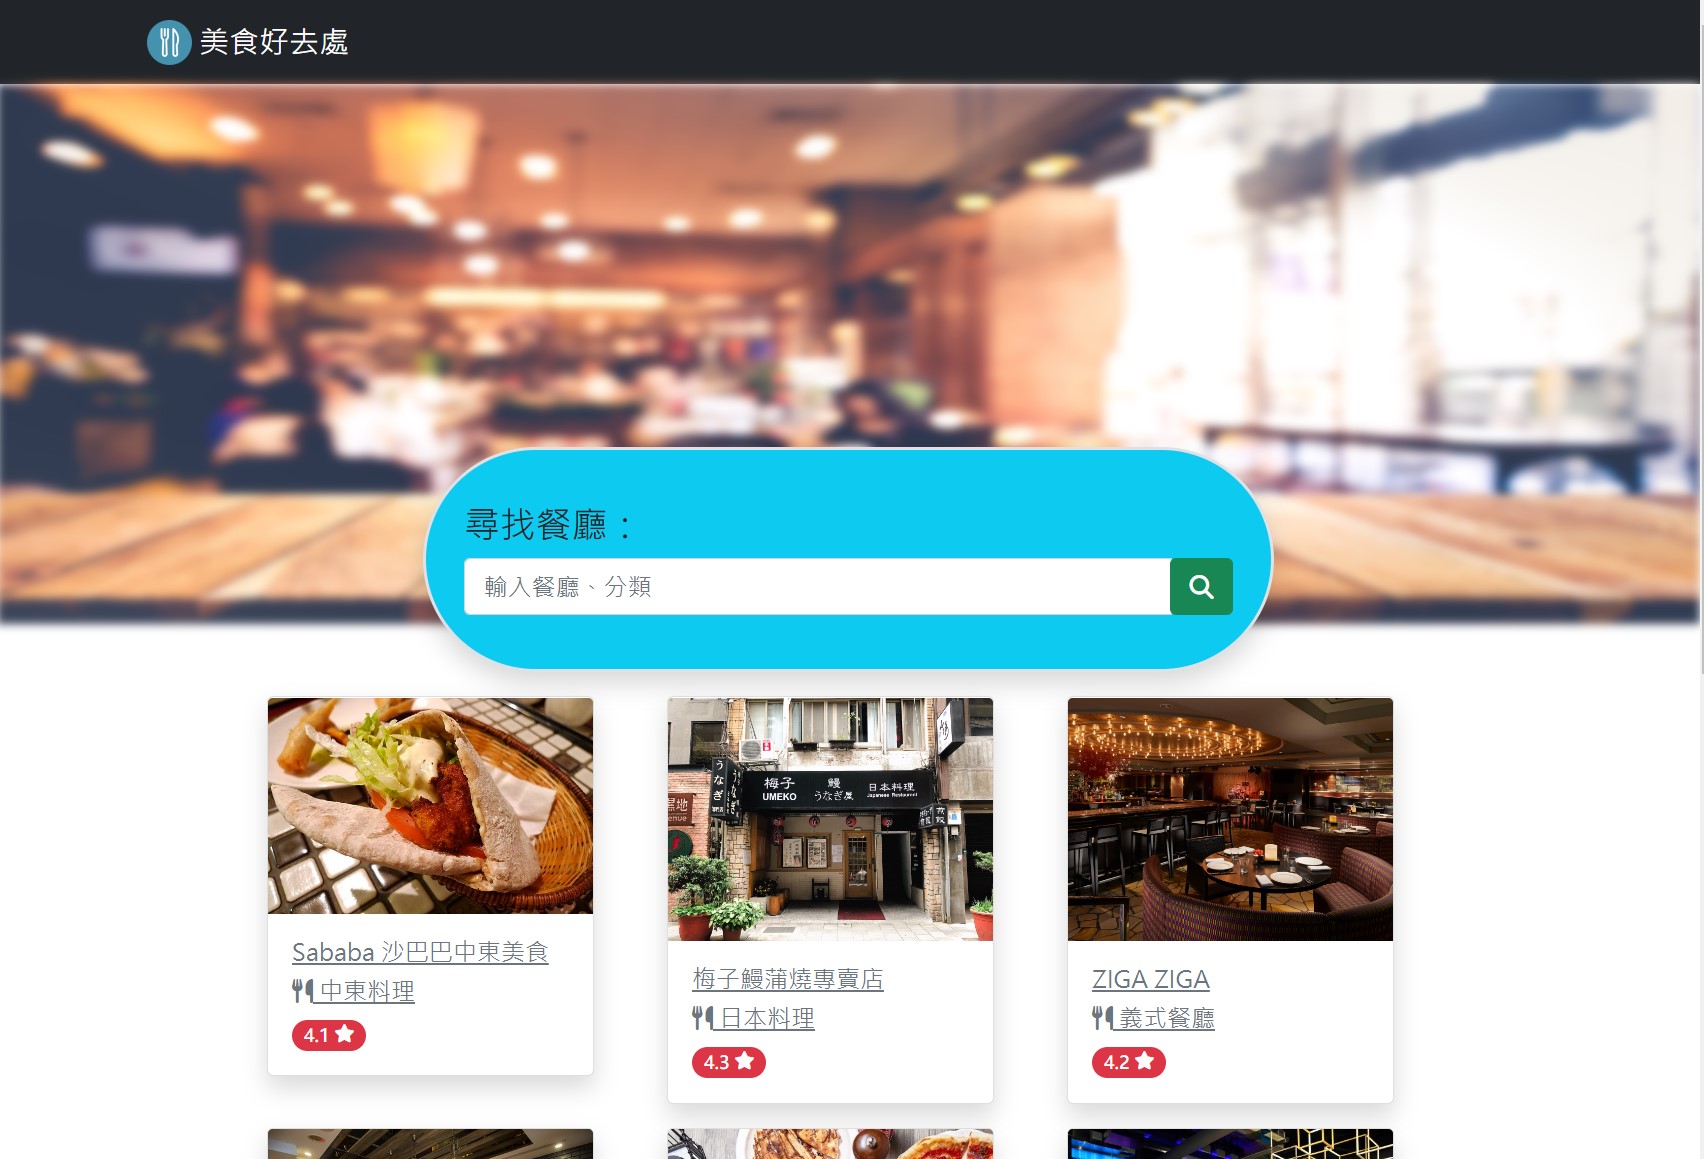 美食好去處
尋找餐廳：
輸入餐廳、分類
梅子
UMEKO
鰻
うなぎ屋
日本料理
Japanese Restaurant
うなぎ
Sababa 沙巴巴中東美食
中東料理
4.1
梅子鰻蒲燒專賣店
日本料理
4.3
ZIGA ZIGA
義式餐廳
4.2